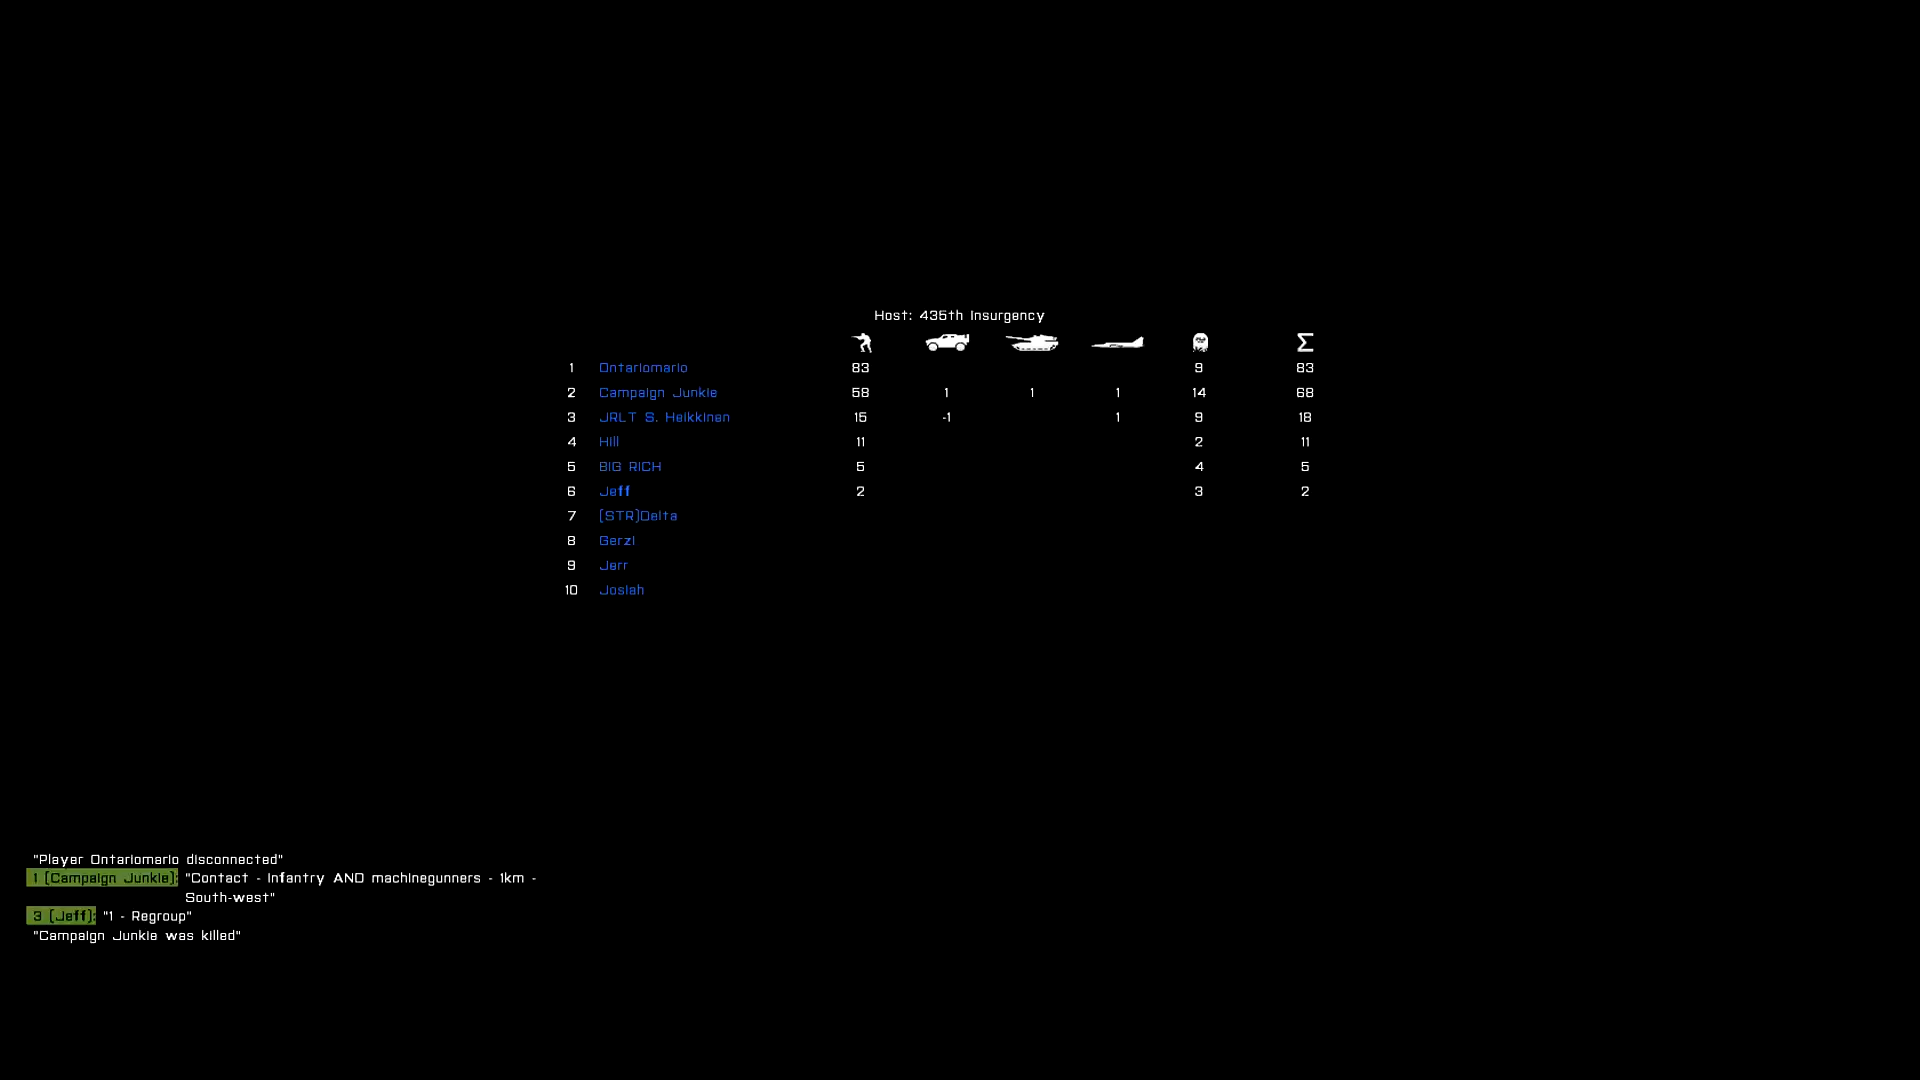 Host: 435th Insurgency
Σ
1 Ontariomario 83 9 83
2 Campaign Junkie 58 1 1 1 14 68
3 JRLT S. Heikkinen 15 -1 1 9 18
4 Hill 11 2 11
5 BIG RICH 5 4 5
6 Jeff 2 3 2
7 (STR)Delta
8 Gerzi
9 Jerr
10 Josiah
"Player Ontariomario disconnected"
1 (Campaign Junkie): "Contact - Infantry AND machinegunners - 1km -
South-west"
3 (Jeff): "1 - Regroup"
"Campaign Junkie was killed"